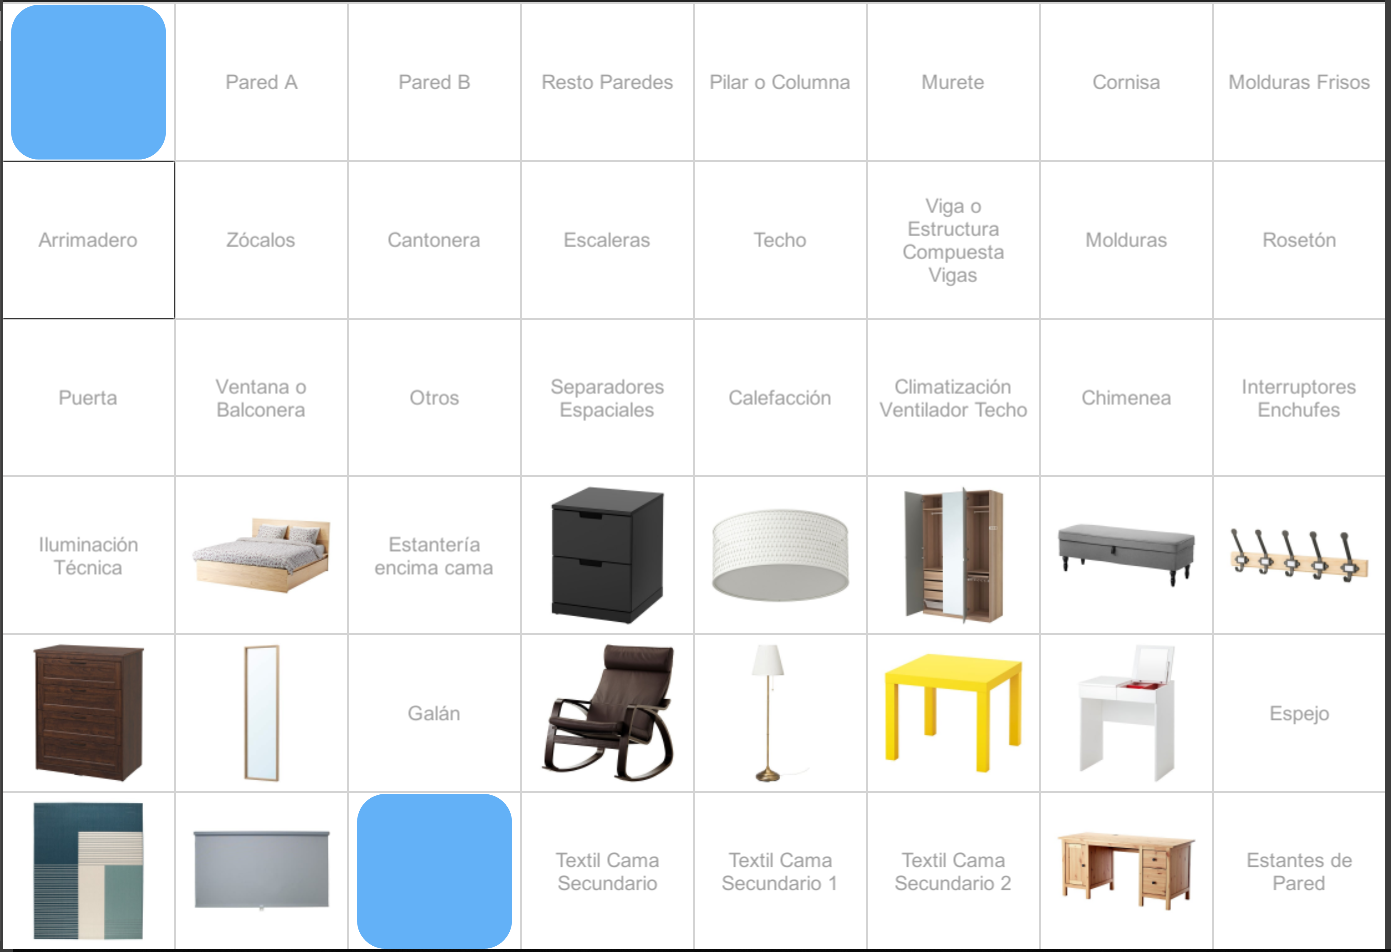 Pared A
Pared B
Resto Paredes
Pilar o Columna
Murete
Cornisa
Molduras Frisos
Arrimadero
Zócalos
Cantonera
Escaleras
Techo
Viga o
Estructura
Compuesta
Vigas
Molduras
Rosetón
Puerta
Ventana o
Balconera
Otros
Separadores
Espaciales
Calefacción
Climatización
Ventilador Techo
Chimenea
Interruptores
Enchufes
Iluminación
Técnica
Estantería
encima cama
Galán
Espejo
Textil Cama
Secundario
Textil Cama
Secundario 1
Textil Cama
Secundario 2
Estantes de
Pared